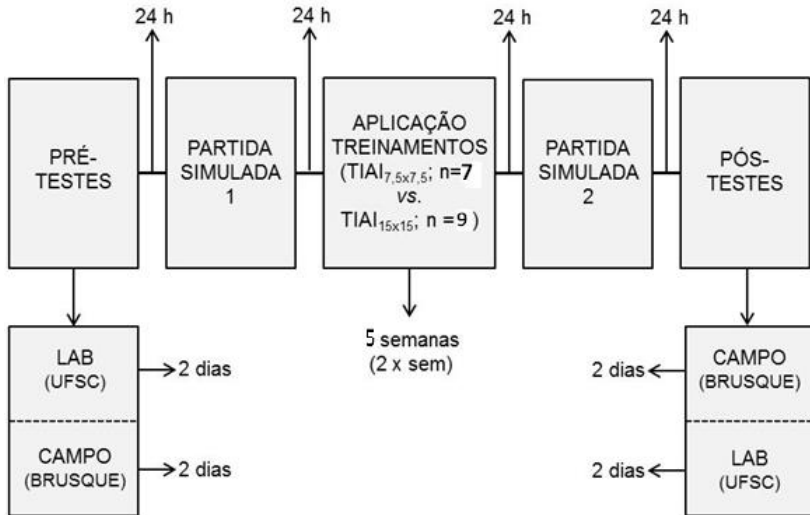 24 h
24 h
24 h
24 h
PRÉ-
TESTES
PARTIDA
SIMULADA
1
APLICAÇÃO
TREINAMENTOS
(TIAI7,5x7,5; n=7
vs.
TIAI15x15; n =9 )
PARTIDA
SIMULADA
2
PÓS-
TESTES
LAB
(UFSC)
2 dias
CAMPO
(BRUSQUE)
2 dias
5 semanas
(2 x sem)
2 dias
CAMPO
(BRUSQUE)
2 dias
LAB
(UFSC)